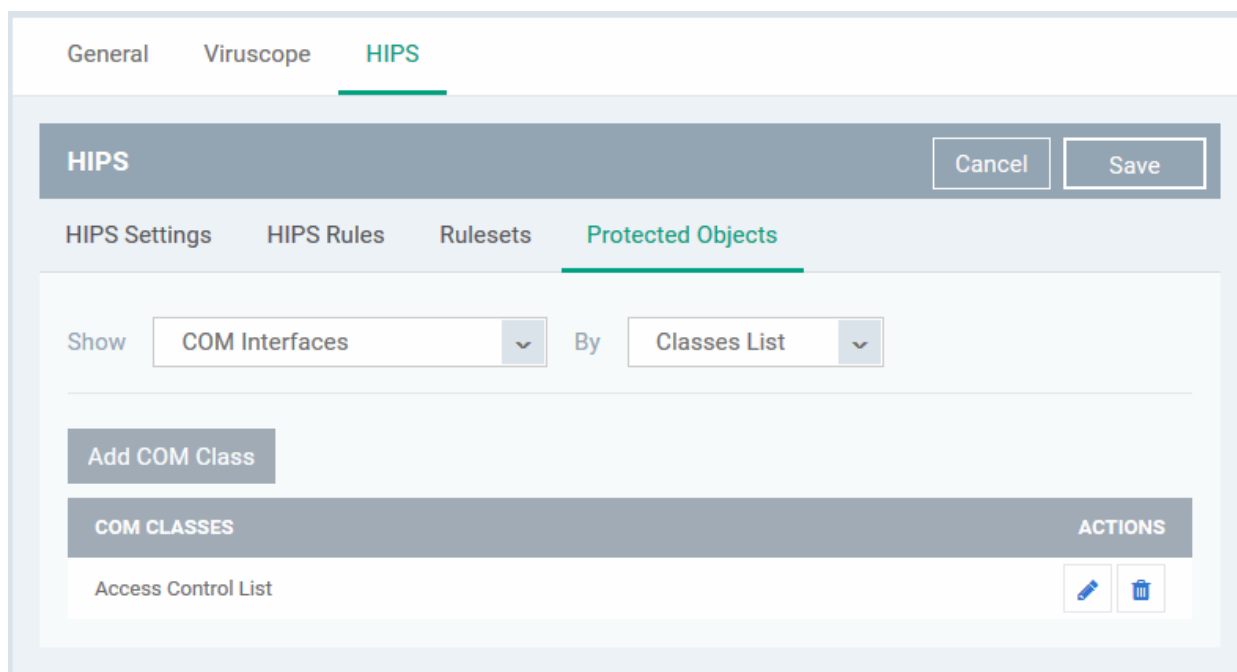 General Viruscope HIPS
HIPS Cancel Save
HIPS Settings HIPS Rules Rulesets Protected Objects
Show COM Interfaces By Classes List
Add COM Class
COM CLASSES ACTIONS
Access Control List